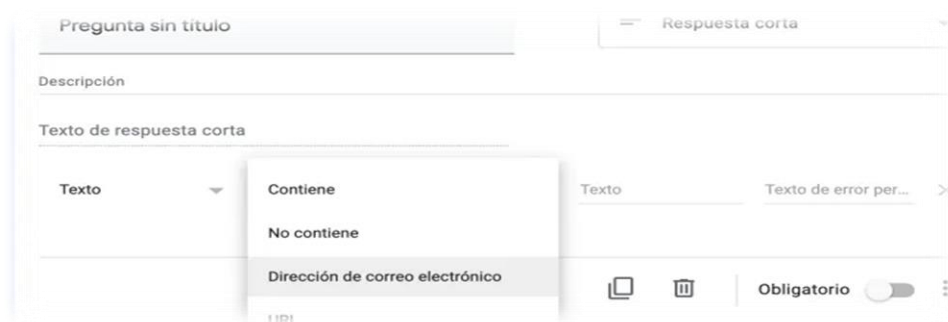 Pregunta sin título
Respuesta corta
Descripción
Texto de respuesta corta
Texto
Contiene
Texto
Texto de error per...
No contiene
Dirección de correo electrónico
Obligatorio
URL